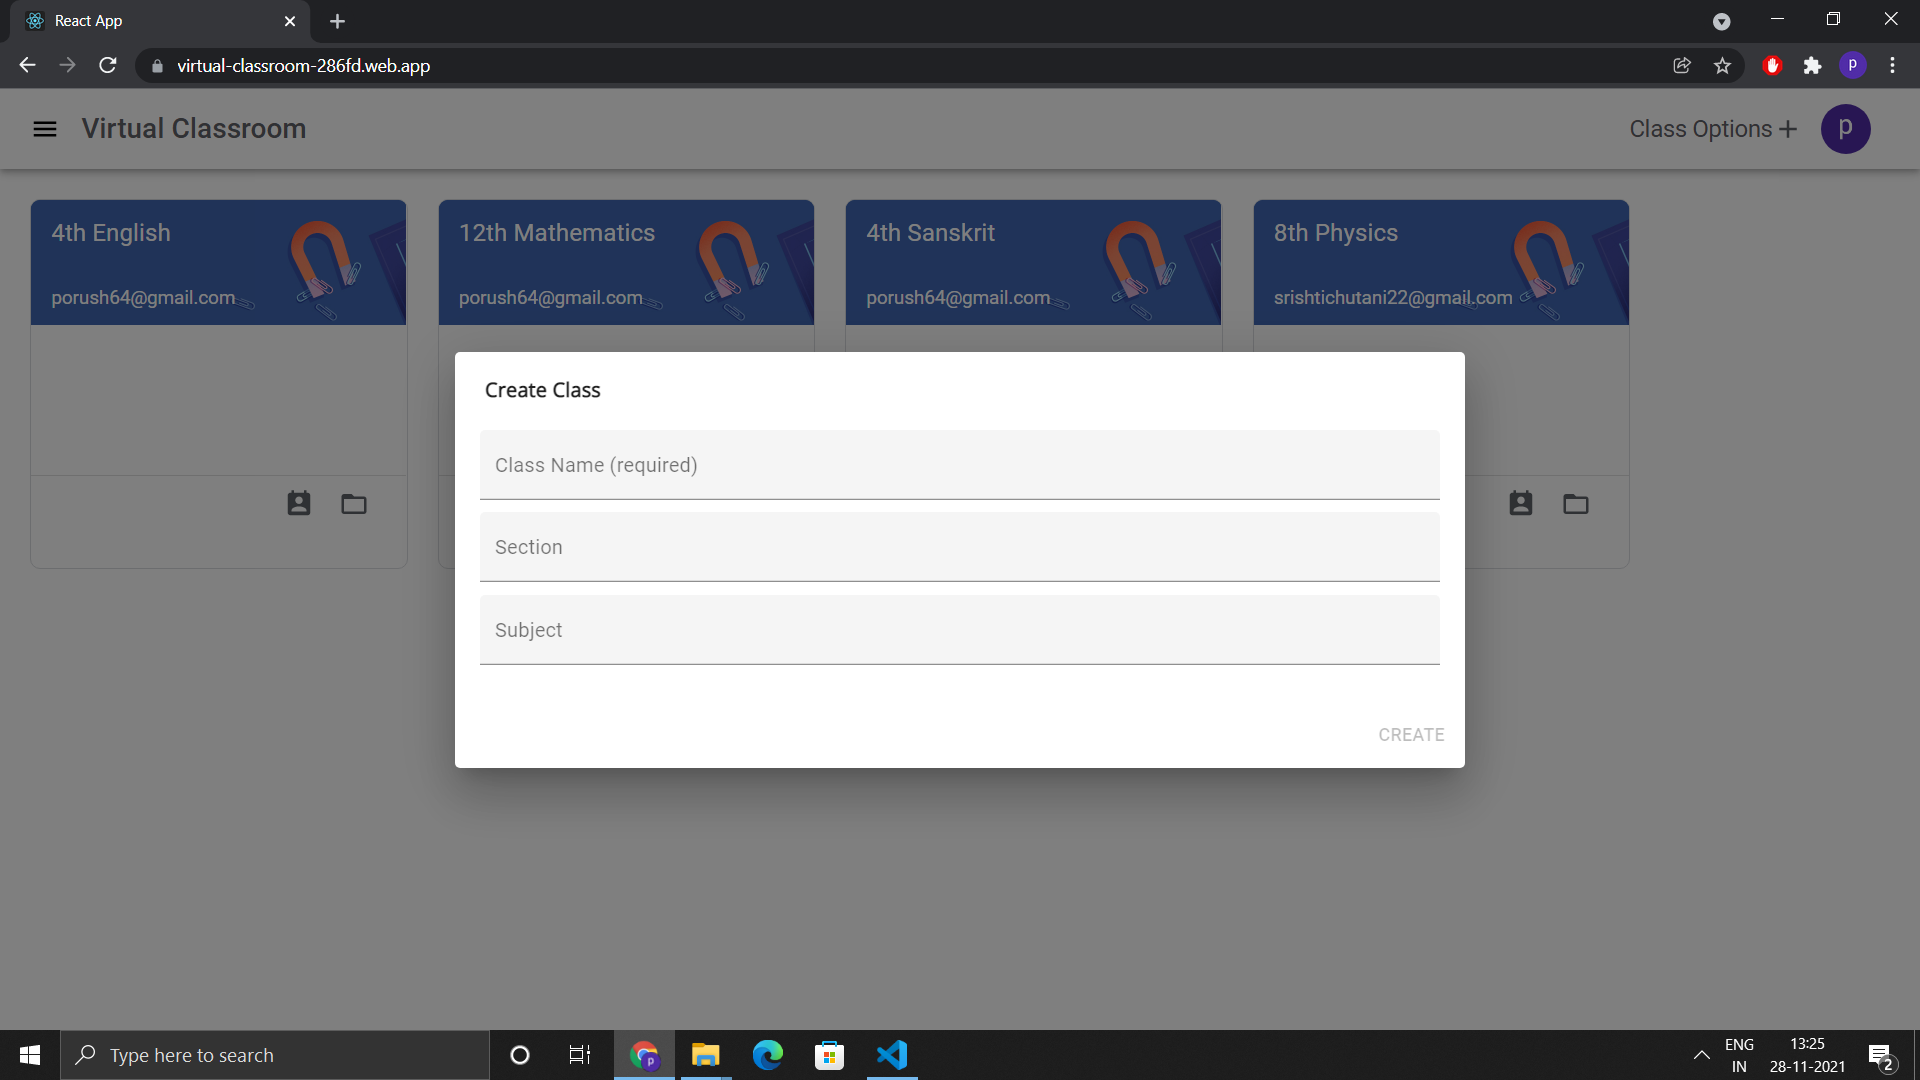 React App
virtual-classroom-286fd.web.app
P
Virtual Classroom
Class Options +
p
4th English
porush64@gmail.com
12th Mathematics
porush64@gmail.com
4th Sanskrit
porush64@gmail.com
8th Physics
srishtichutani22@gmail.com
Create Class
Class Name (required)
Section
Subject
CREATE
Type here to search
p
ENG
IN
13:25
28-11-2021
2